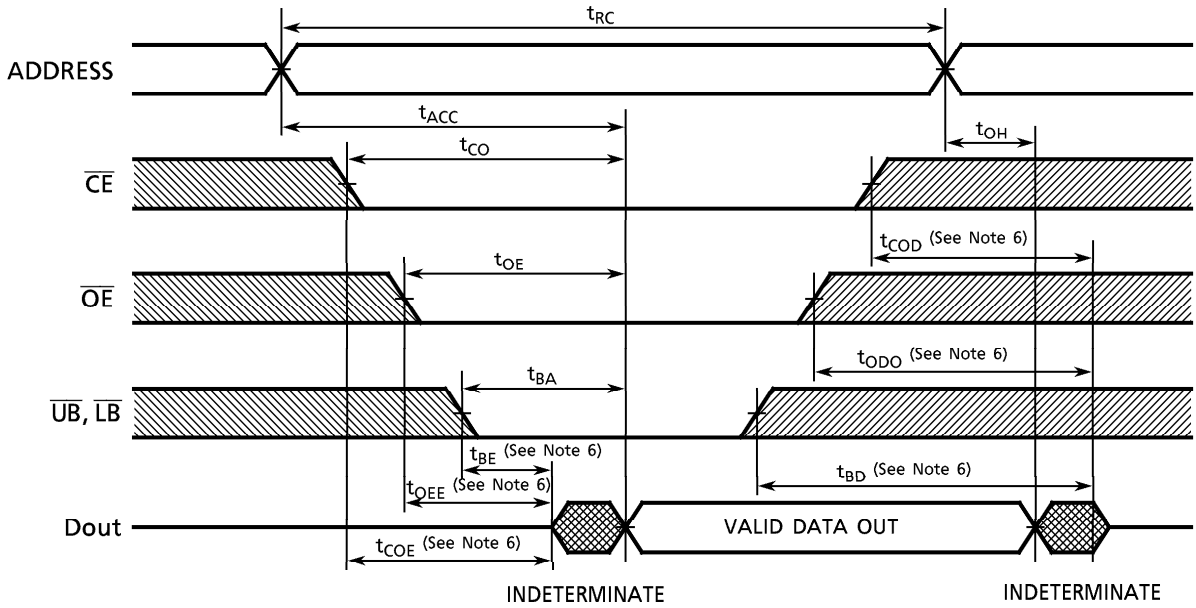 tRC
ADDRESS
tACC
tOH
tCO
CE
tCOD (See Note 6)
tOE
OE
tODO (See Note 6)
tBA
UB, LB
tBE (See Note 6)
tBD (See Note 6)
tOEE (See Note 6)
Dout
VALID DATA OUT
tCOE (See Note 6)
INDETERMINATE
INDETERMINATE